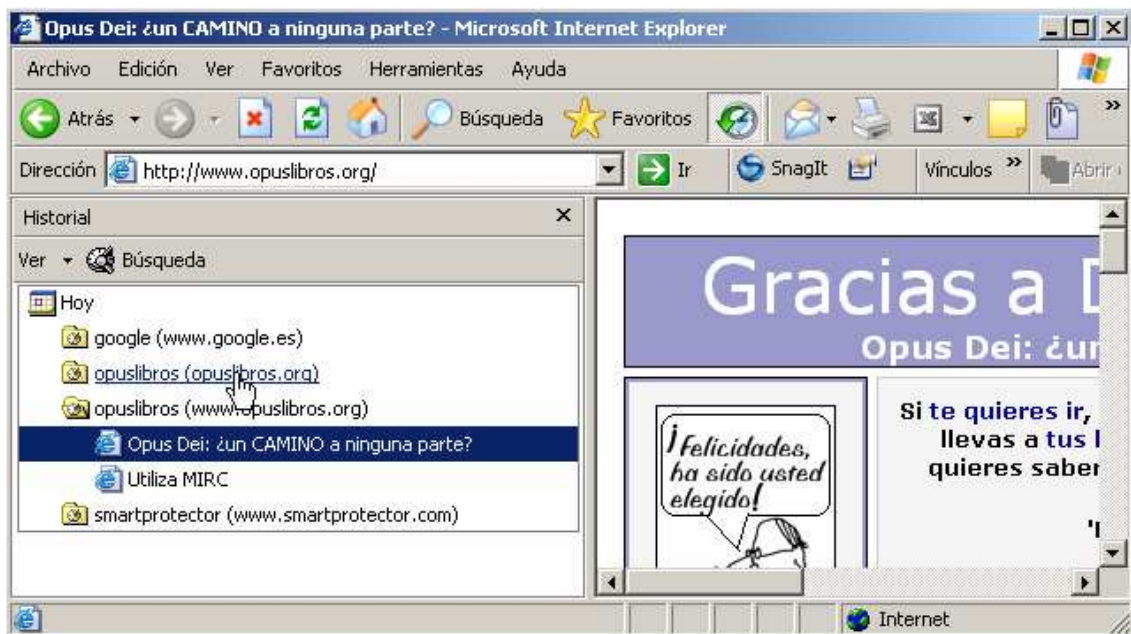 Opus Dei: ¿un CAMINO a ninguna parte? - Microsoft Internet Explorer
Archivo Edición Ver Favoritos Herramientas Ayuda
Atrás Búsqueda Favoritos »
Dirección http://www.opuslibros.org/ Ir SnagIt Vínculos » Abrir
Historial
Ver Búsqueda
Hoy
google (www.google.es)
opuslibros (opuslibros.org)
opuslibros (www.opuslibros.org)
Opus Dei: ¿un CAMINO a ninguna parte?
Utiliza MIRC
smartprotector (www.smartprotector.com)
Gracias a
Opus Dei: ¿un
Si te quieres ir,
llevas a tus
quieres saber
¡Felicidades,
ha sido usted
elegido!
Internet